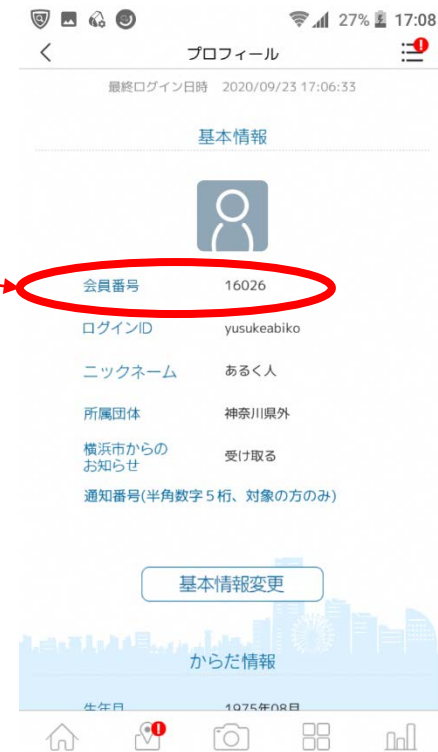 27% 17:08
プロフィール
最終ログイン日時 2020/09/23 17:06:33
基本情報
会員番号 16026
ログインID yusukeabiko
ニックネーム あるく人
所属団体 神奈川県外
横浜市からの
お知らせ 受け取る
通知番号(半角数字５桁、対象の方のみ)
基本情報変更
からだ情報
生年月 1975年08月